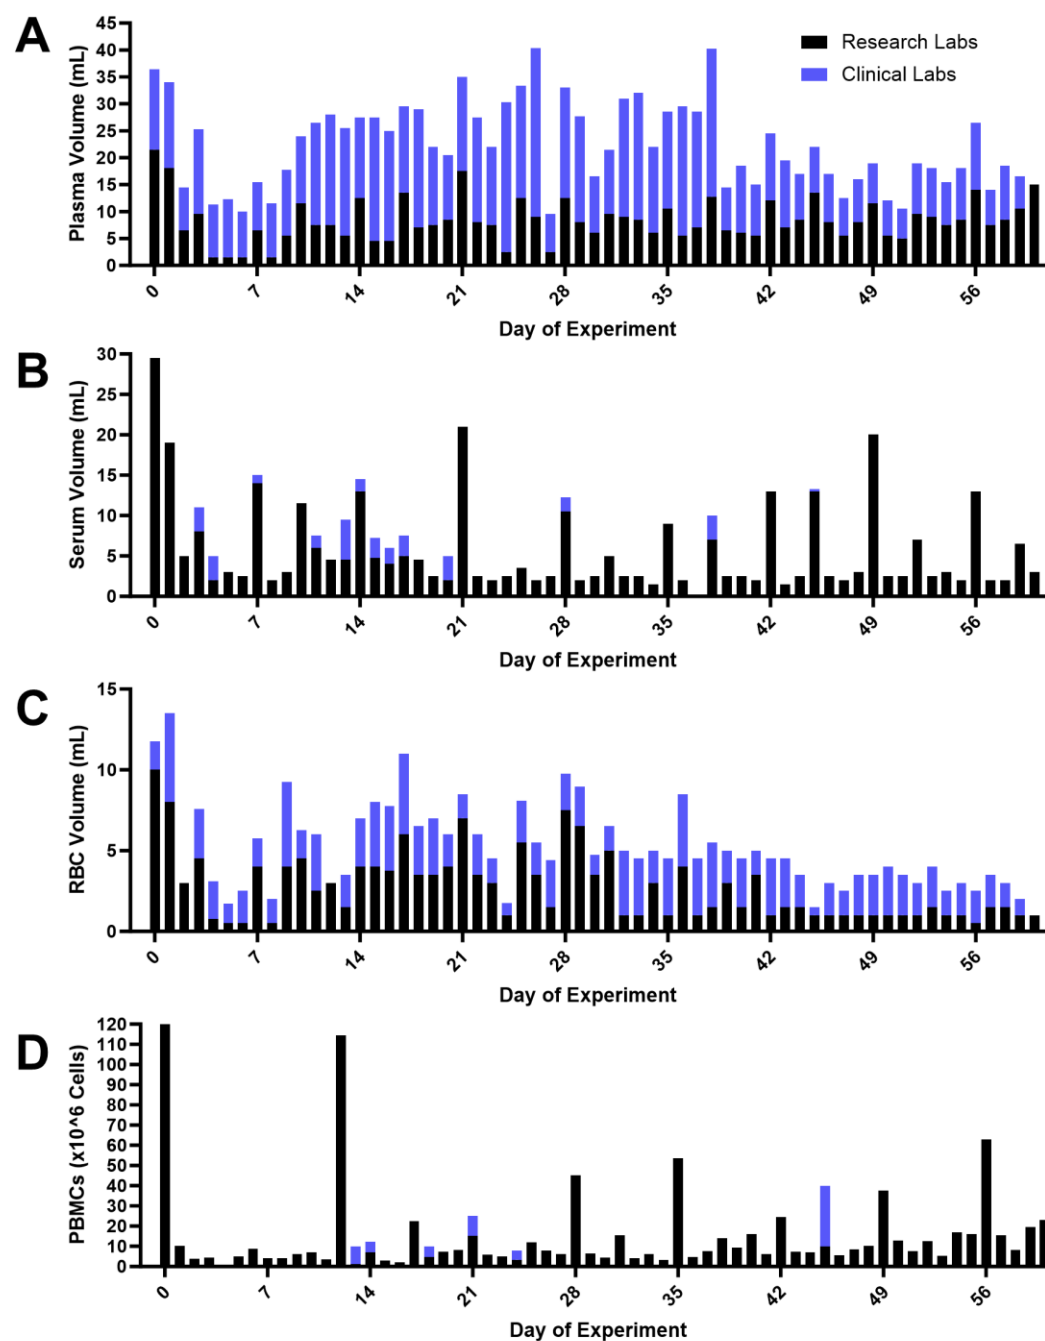 A
Plasma Volume (mL)
45
40
35
30
25
20
15
10
5
0
Research Labs
Clinical Labs
0 7 14 21 28 35 42 49 56
Day of Experiment
B
Serum Volume (mL)
30
25
20
15
10
5
0
0 7 14 21 28 35 42 49 56
Day of Experiment
C
RBC Volume (mL)
15
10
5
0
0 7 14 21 28 35 42 49 56
Day of Experiment
D
PBMCs (x10^6 Cells)
120
110
100
90
80
70
60
50
40
30
20
10
0
0 7 14 21 28 35 42 49 56
Day of Experiment